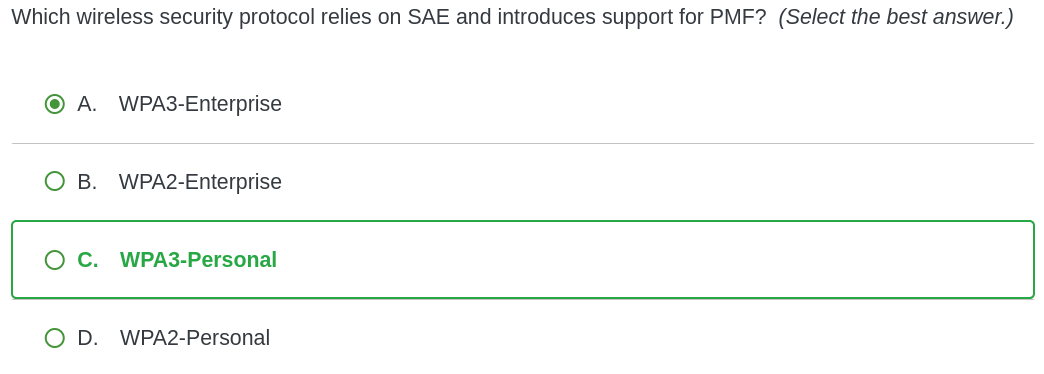 Which wireless security protocol relies on SAE and introduces support for PMF? (Select the best answer.)
A. WPA3-Enterprise
B. WPA2-Enterprise
C. WPA3-Personal
D. WPA2-Personal